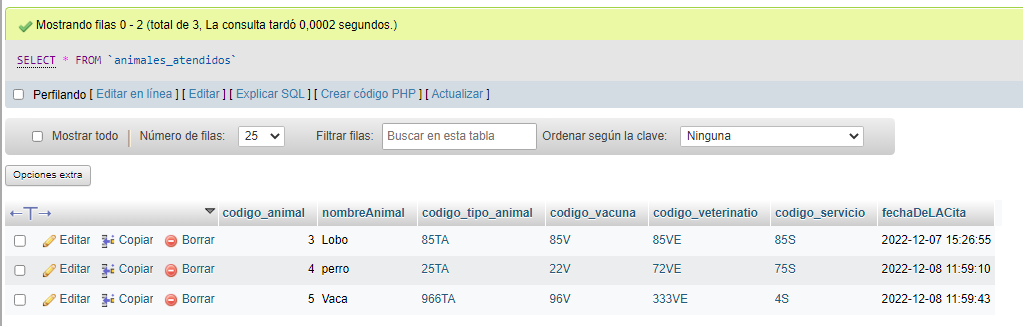 Mostrando filas 0 - 2 (total de 3, La consulta tardó 0,0002 segundos.)
SELECT * FROM `animales_atendidos`
Perfilando [ Editar en línea ] [ Editar ] [ Explicar SQL ] [ Crear código PHP ] [ Actualizar ]
Mostrar todo | Número de filas: 25 Filtrar filas: Buscar en esta tabla Ordenar según la clave: Ninguna
Opciones extra
←T→ codigo_animal nombreAnimal codigo_tipo_animal codigo_vacuna codigo_veterinatio codigo_servicio fechaDeLACita
Editar Copiar Borrar 3 Lobo 85TA 85V 85VE 85S 2022-12-07 15:26:55
Editar Copiar Borrar 4 perro 25TA 22V 72VE 75S 2022-12-08 11:59:10
Editar Copiar Borrar 5 Vaca 966TA 96V 333VE 4S 2022-12-08 11:59:43